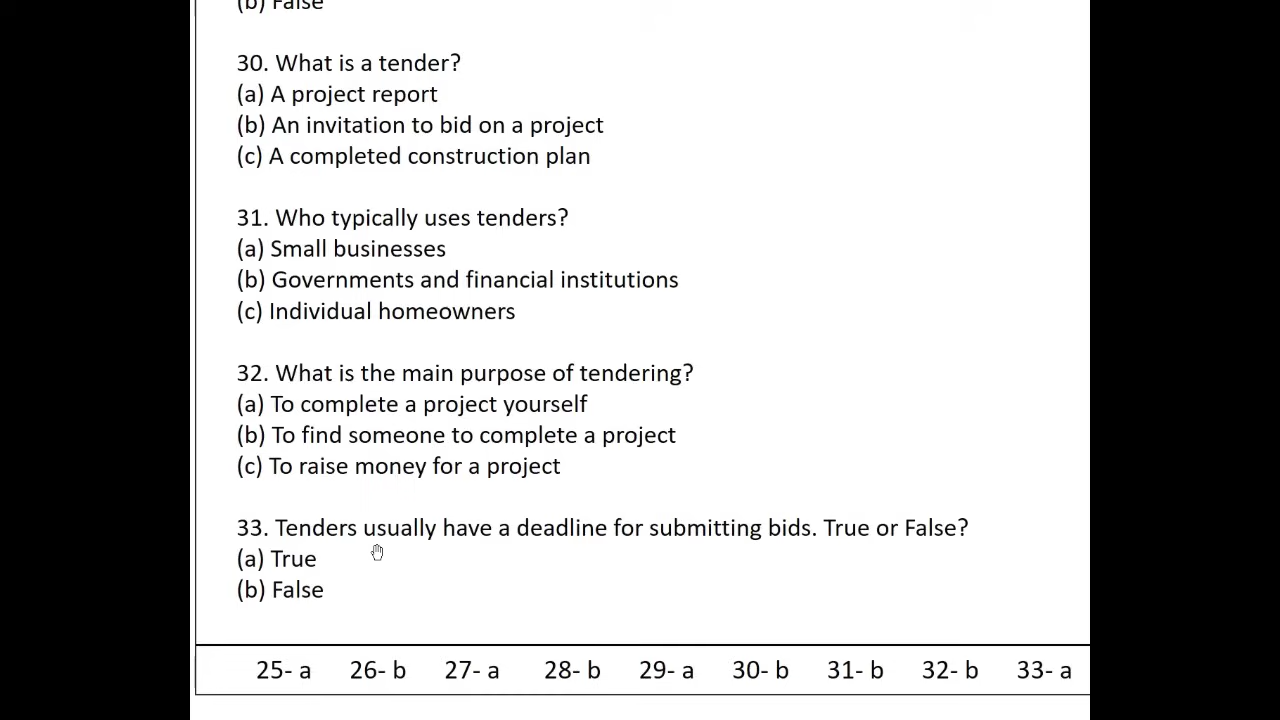 (b) False
30. What is a tender?
(a) A project report
(b) An invitation to bid on a project
(c) A completed construction plan
31. Who typically uses tenders?
(a) Small businesses
(b) Governments and financial institutions
(c) Individual homeowners
32. What is the main purpose of tendering?
(a) To complete a project yourself
(b) To find someone to complete a project
(c) To raise money for a project
33. Tenders usually have a deadline for submitting bids. True or False?
(a) True
(b) False
25- a 26- b 27- a 28- b 29- a 30- b 31- b 32- b 33- a